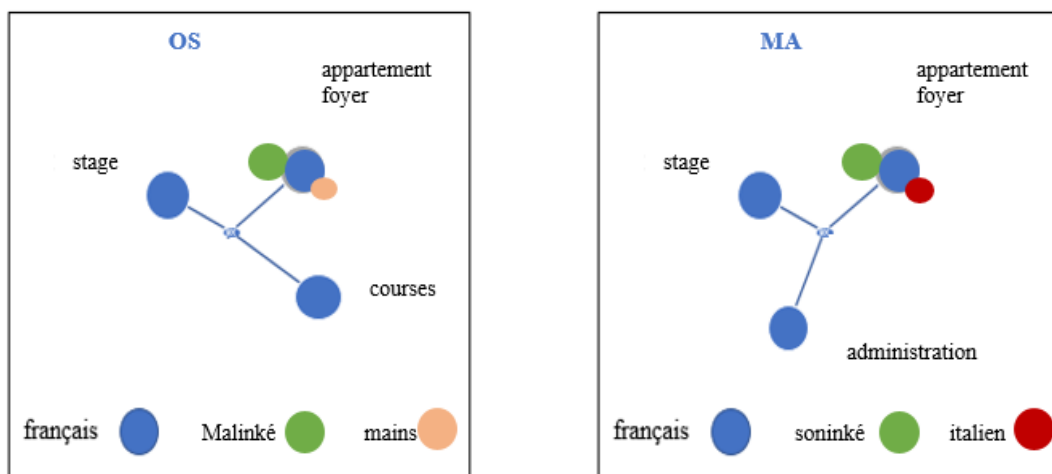 OS
appartement
foyer
stage
courses
français
Malinké
mains
MA
appartement
foyer
stage
administration
français
soninké
italien